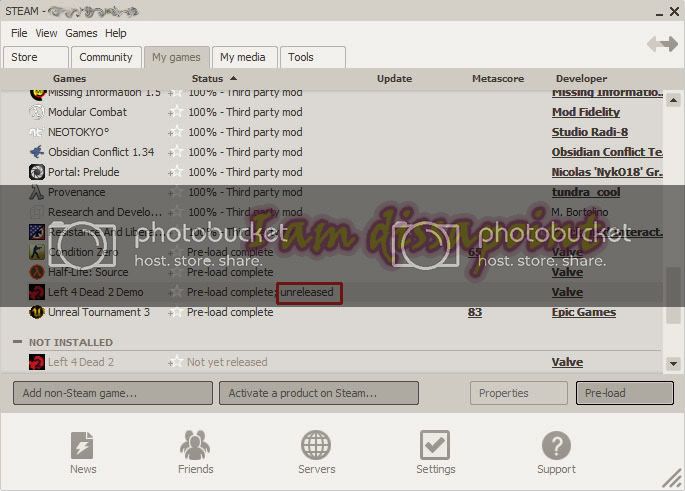 STEAM -
File View Games Help
Store Community My games My media Tools
Games Status Update Metascore Developer
Missing Information 1.5 100% - Third party mod Missing Informatio...
Modular Combat 100% - Third party mod Mod Fidelity
NEOTOKYO° 100% - Third party mod Studio Radi-8
Obsidian Conflict 1.34 100% - Third party mod Obsidian Conflict Te...
Portal: Prelude 100% - Third party mod Nicolas 'NykO18' Gr...
Provenance 100% - Third party mod tundra_cool
Research and Develo... 100% - Third party mod M. Bortolino
I am dissapoint
Resistance And Libera... 100% - Third party mod Interact...
photobucket photobucket
Condition Zero Pre-load complete 65 Valve
host. store. share. host. store. share.
Half-Life: Source Pre-load complete Valve
Left 4 Dead 2 Demo Pre-load complete; unreleased Valve
Unreal Tournament 3 Pre-load complete 83 Epic Games
NOT INSTALLED
Left 4 Dead 2 Not yet released Valve
Add non-Steam game... Activate a product on Steam... Properties Pre-load
News Friends Servers Settings Support